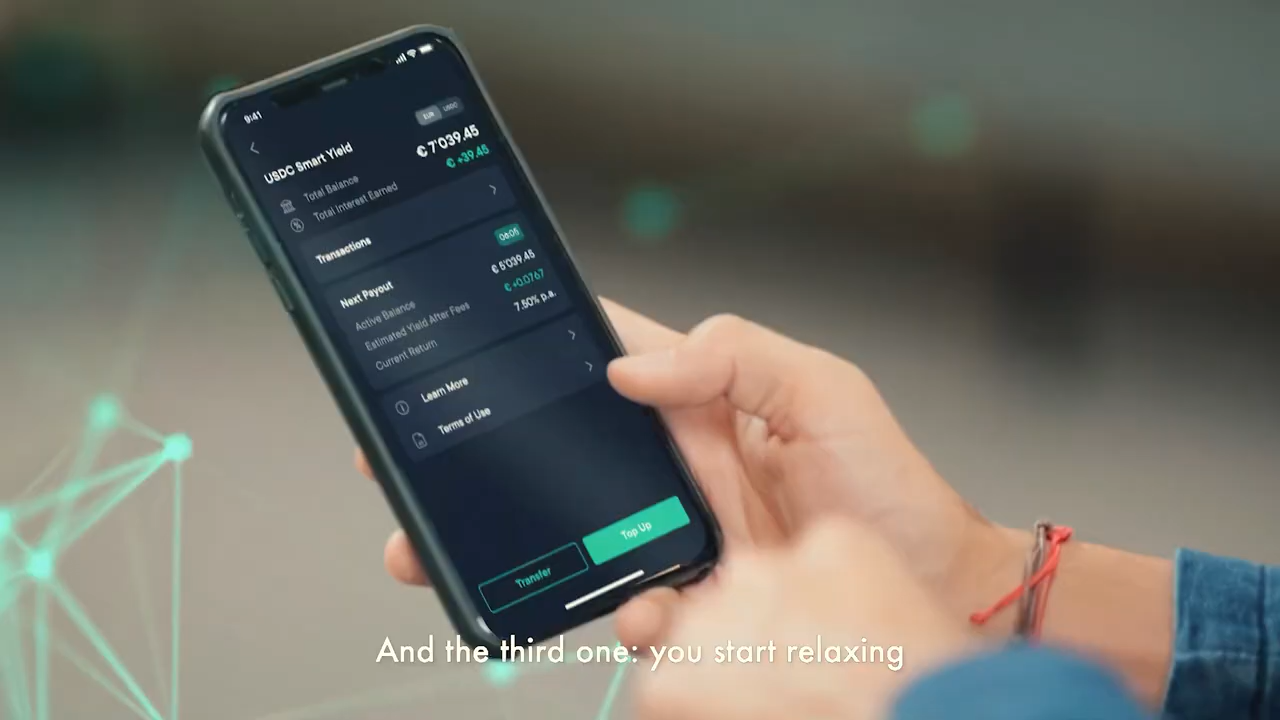 9:41
EUR USDC
USDC Smart Yield
€ 7'039.45
Total Balance
€ +39.45
Total Interest Earned
Transactions
Next Payout
06:05
Active Balance
€ 5'039.45
Estimated Yield After Fees
€ +0.0767
Current Return
7.50% p.a.
Learn More
Terms of Use
Transfer
Top Up
And the third one: you start relaxing